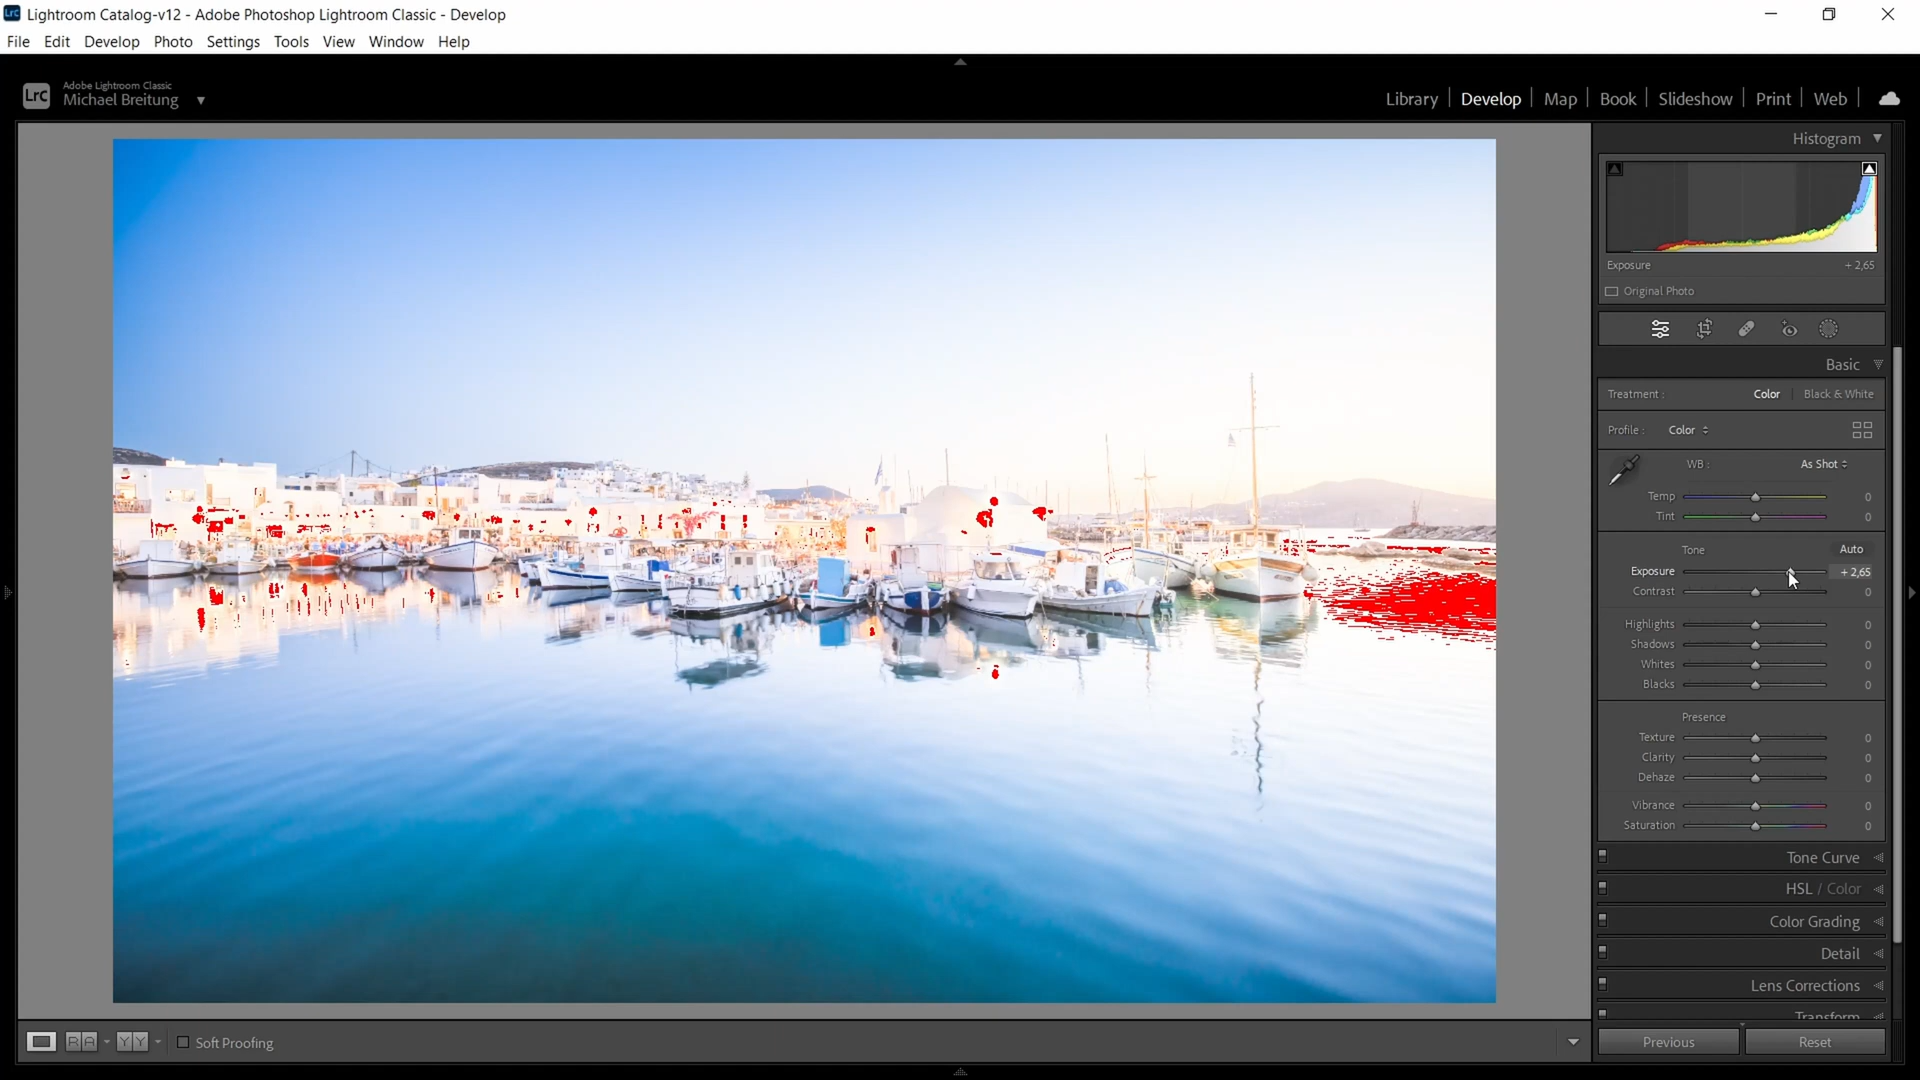 Lightroom Catalog-v12 - Adobe Photoshop Lightroom Classic - Develop
File Edit Develop Photo Settings Tools View Window Help
LrC
Adobe Lightroom Classic
Michael Breitung
Library Develop Map Book Slideshow Print Web
Histogram
Exposure +2,65
Original Photo
Basic
Treatment : Color Black & White
Profile : Color
WB : As Shot
Temp 0
Tint 0
Tone Auto
Exposure +2,65
Contrast 0
Highlights 0
Shadows 0
Whites 0
Blacks 0
Presence
Texture 0
Clarity 0
Dehaze 0
Vibrance 0
Saturation 0
Tone Curve
HSL / Color
Color Grading
Detail
Lens Corrections
Transform
R A Y Y Soft Proofing
Previous Reset